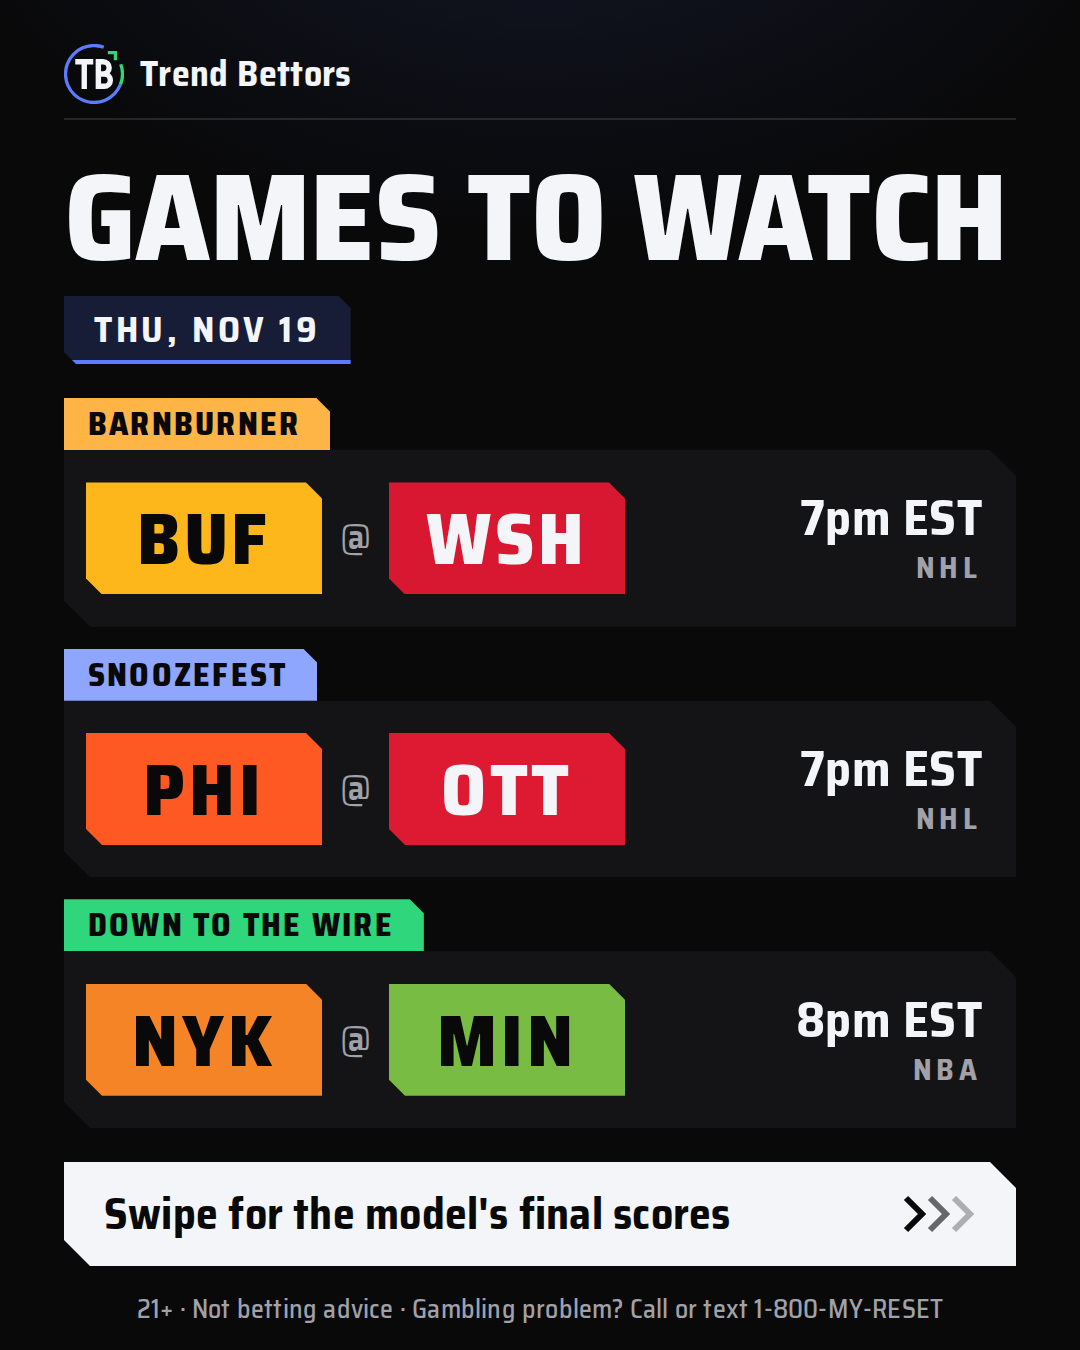 TB Trend Bettors
GAMES TO WATCH
THU, NOV 19
BARNBURNER
BUF @ WSH 7pm EST
NHL
SNOOZEFEST
PHI @ OTT 7pm EST
NHL
DOWN TO THE WIRE
NYK @ MIN 8pm EST
NBA
Swipe for the model's final scores
21+ · Not betting advice · Gambling problem? Call or text 1-800-MY-RESET